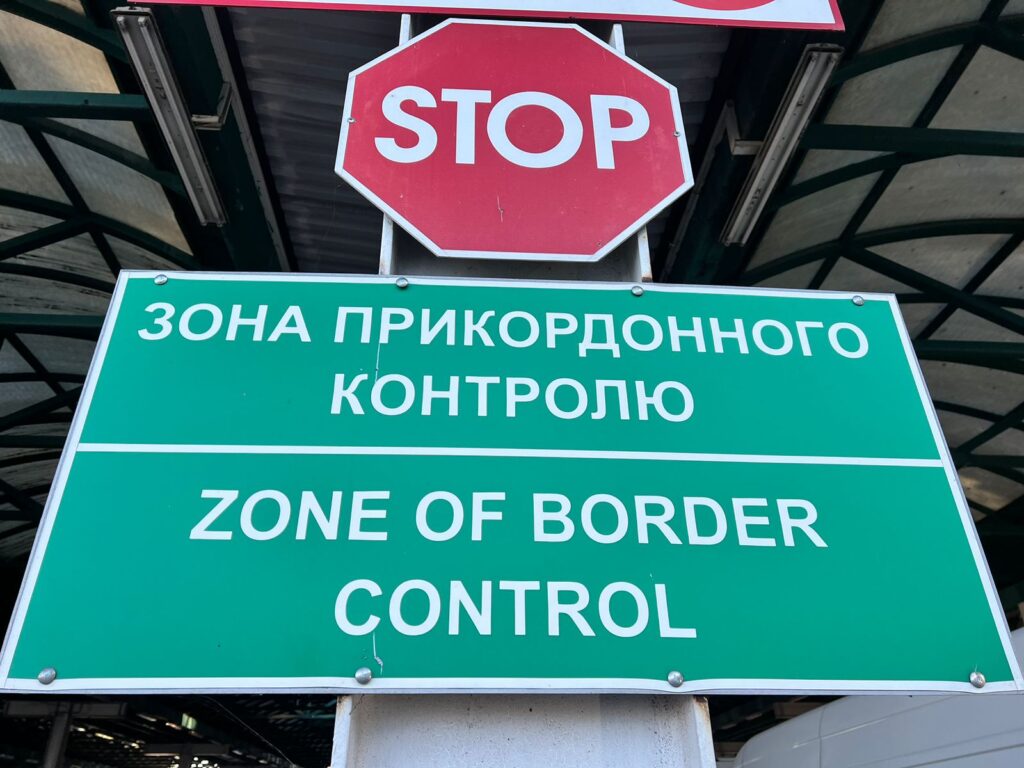 STOP
ЗОНА ПРИКОРДОННОГО
КОНТРОЛЮ
ZONE OF BORDER
CONTROL